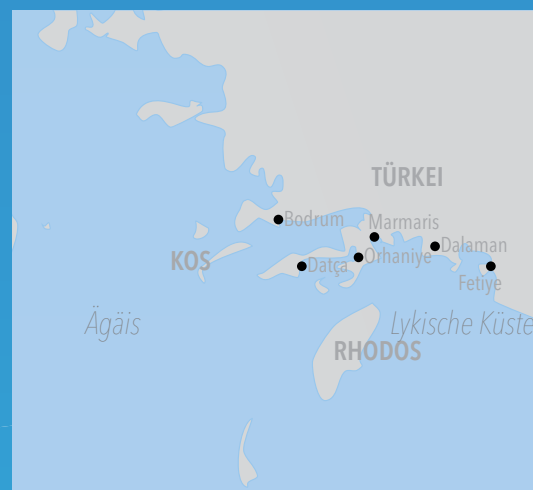 TÜRKEI
Bodrum
Marmaris
Dalaman
Orhaniye
KOS
Datça
Fetiye
Ägäis
Lykische Küste
RHODOS